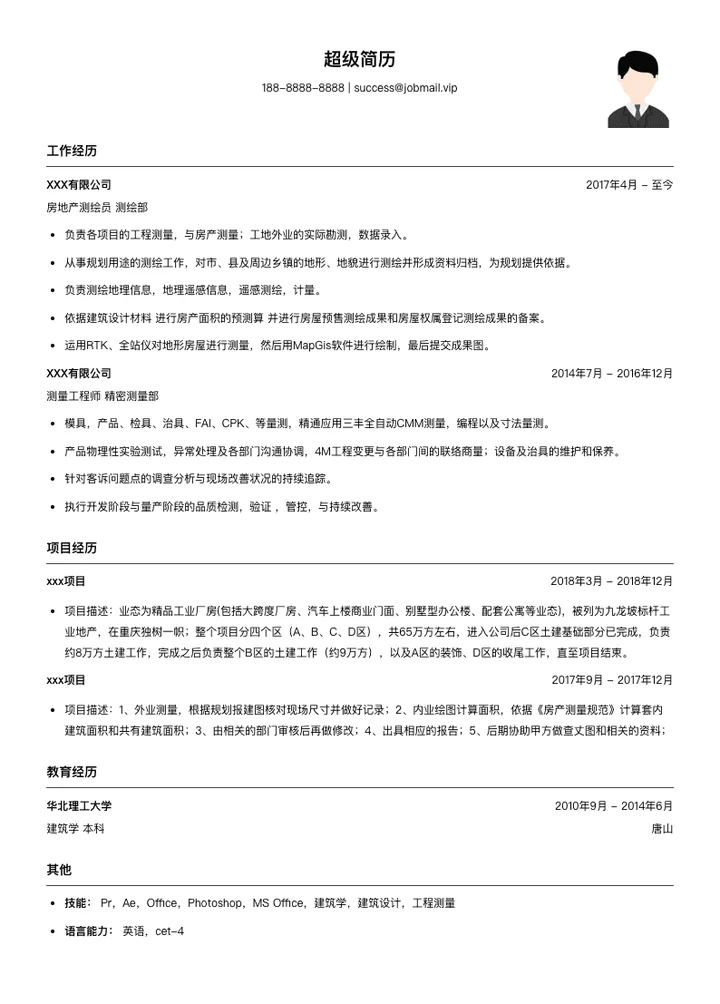 超级简历
188-8888-8888 | success@jobmail.vip
工作经历
XXX有限公司 2017年4月 – 至今
房地产测绘员 测绘部
• 负责各项目的工程测量，与房产测量；工地外业的实际勘测，数据录入。
• 从事规划用途的测绘工作，对市、县及周边乡镇的地形、地貌进行测绘并形成资料归档，为规划提供依据。
• 负责测绘地理信息，地理遥感信息，遥感测绘，计量。
• 依据建筑设计材料 进行房产面积的预测算 并进行房屋预售测绘成果和房屋权属登记测绘成果的备案。
• 运用RTK、全站仪对地形房屋进行测量，然后用MapGis软件进行绘制，最后提交成果图。
XXX有限公司 2014年7月 – 2016年12月
测量工程师 精密测量部
• 模具，产品、检具、治具、FAI、CPK、等量测，精通应用三丰全自动CMM测量，编程以及寸法量测。
• 产品物理性实验测试，异常处理及各部门沟通协调，4M工程变更与各部门间的联络商量；设备及治具的维护和保养。
• 针对客诉问题点的调查分析与现场改善状况的持续追踪。
• 执行开发阶段与量产阶段的品质检测，验证 ，管控，与持续改善。
项目经历
xxx项目 2018年3月 – 2018年12月
• 项目描述：业态为精品工业厂房(包括大跨度厂房、汽车上楼商业门面、别墅型办公楼、配套公寓等业态)，被列为九龙坡标杆工
业地产，在重庆独树一帜；整个项目分四个区（A、B、C、D区），共65万方左右，进入公司后C区土建基础部分已完成，负责
约8万方土建工作，完成之后负责整个B区的土建工作（约9万方），以及A区的装饰、D区的收尾工作，直至项目结束。
xxx项目 2017年9月 – 2017年12月
• 项目描述：1、外业测量，根据规划报建图核对现场尺寸并做好记录；2、内业绘图计算面积，依据《房产测量规范》计算套内
建筑面积和共有建筑面积；3、由相关的部门审核后再做修改；4、出具相应的报告；5、后期协助甲方做查丈图和相关的资料；
教育经历
华北理工大学 2010年9月 – 2014年6月
建筑学 本科 唐山
其他
• 技能： Pr，Ae，Office，Photoshop，MS Office，建筑学，建筑设计，工程测量
• 语言能力： 英语，cet-4